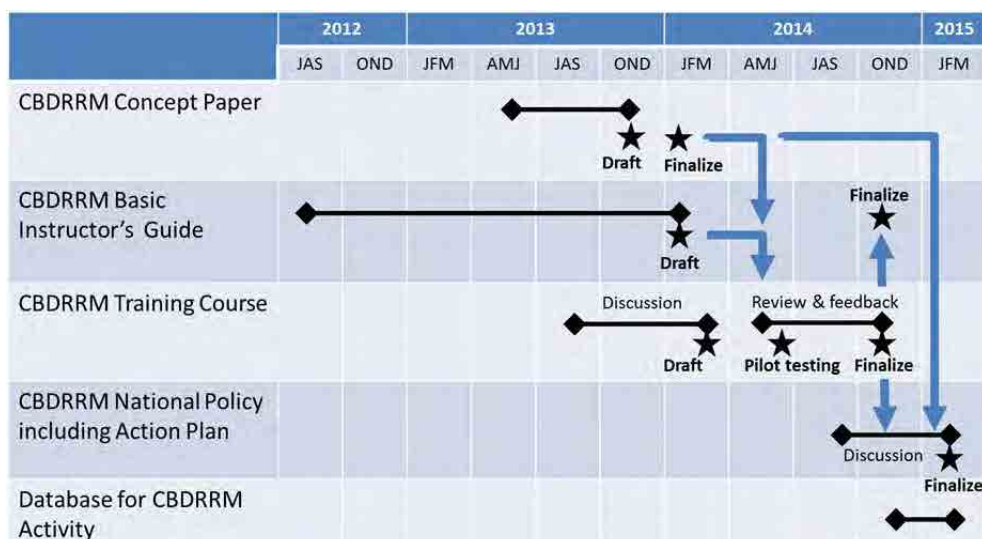 2012 2013 2014 2015
JAS OND JFM AMJ JAS OND JFM AMJ JAS OND JFM
CBDRRM Concept Paper
Draft Finalize
CBDRRM Basic
Instructor's Guide
Finalize
Draft
CBDRRM Training Course
Discussion Review & feedback
Draft Pilot testing Finalize
CBDRRM National Policy
including Action Plan
Discussion
Finalize
Database for CBDRRM
Activity